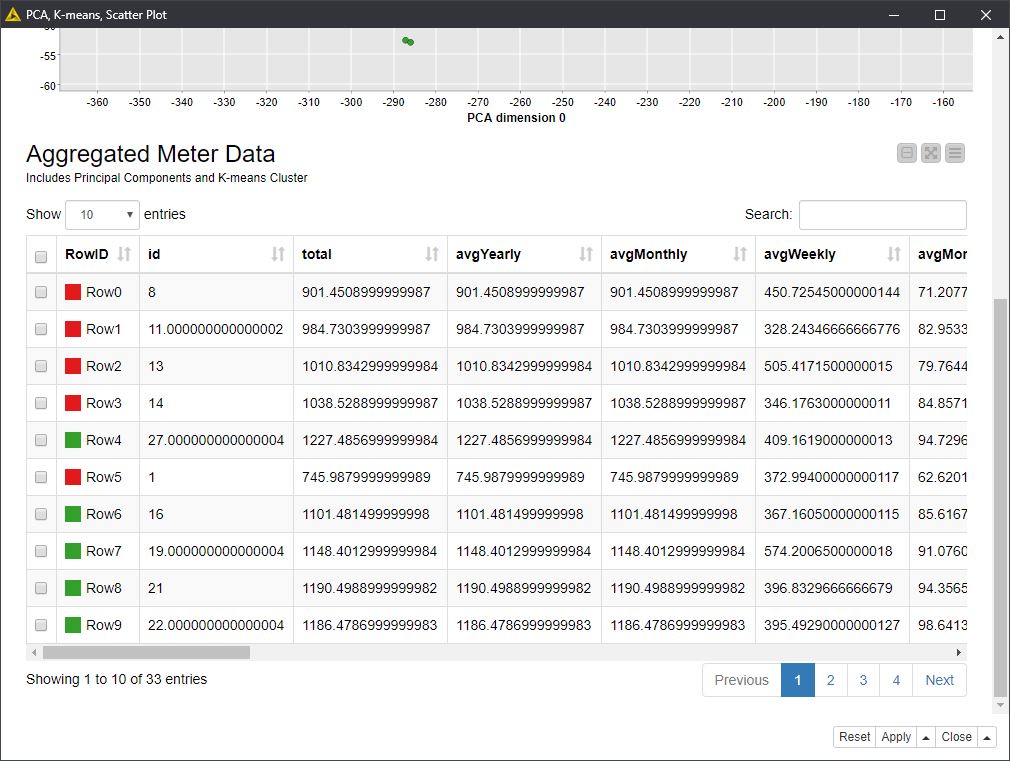 PCA, K-means, Scatter Plot
-55
-60
-360 -350 -340 -330 -320 -310 -300 -290 -280 -270 -260 -250 -240 -230 -220 -210 -200 -190 -180 -170 -160
PCA dimension 0
Aggregated Meter Data
Includes Principal Components and K-means Cluster
Show 10 entries Search:
RowID id total avgYearly avgMonthly avgWeekly avgMor
Row0 8 901.4508999999987 901.4508999999987 901.4508999999987 450.72545000000144 71.2077
Row1 11.000000000000002 984.7303999999987 984.7303999999987 984.7303999999987 328.24346666666776 82.9533
Row2 13 1010.8342999999984 1010.8342999999984 1010.8342999999984 505.4171500000015 79.7644
Row3 14 1038.5288999999987 1038.5288999999987 1038.5288999999987 346.1763000000011 84.8571
Row4 27.000000000000004 1227.4856999999984 1227.4856999999984 1227.4856999999984 409.1619000000013 94.7296
Row5 1 745.9879999999989 745.9879999999989 745.9879999999989 372.99400000000117 62.6201
Row6 16 1101.481499999998 1101.481499999998 1101.481499999998 367.16050000000115 85.6167
Row7 19.000000000000004 1148.4012999999984 1148.4012999999984 1148.4012999999984 574.2006500000018 91.0760
Row8 21 1190.4988999999982 1190.4988999999982 1190.4988999999982 396.8329666666679 94.3565
Row9 22.000000000000004 1186.4786999999983 1186.4786999999983 1186.4786999999983 395.49290000000127 98.6413
Showing 1 to 10 of 33 entries Previous 1 2 3 4 Next
Reset Apply Close